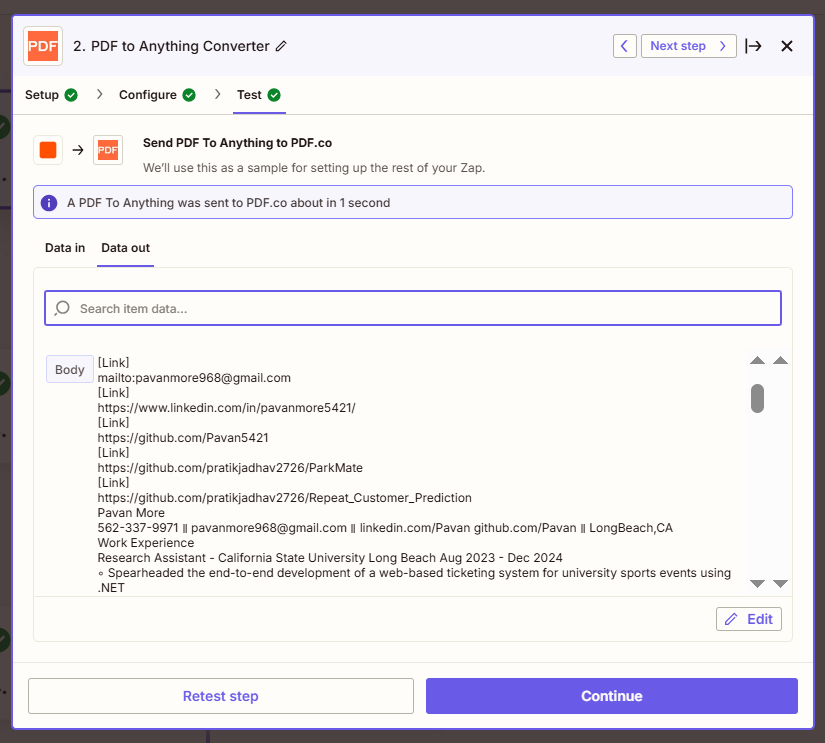 PDF
2. PDF to Anything Converter
Next step
Setup
Configure
Test
PDF
Send PDF To Anything to PDF.co
We'll use this as a sample for setting up the rest of your Zap.
A PDF To Anything was sent to PDF.co about in 1 second
Data in
Data out
Search item data...
Body
[Link]
mailto:pavanmore968@gmail.com
[Link]
https://www.linkedin.com/in/pavanmore5421/
[Link]
https://github.com/Pavan5421
[Link]
https://github.com/pratikjadhav2726/ParkMate
[Link]
https://github.com/pratikjadhav2726/Repeat_Customer_Prediction
Pavan More
562-337-9971 ‖ pavanmore968@gmail.com ‖ linkedin.com/Pavan github.com/Pavan ‖ LongBeach,CA
Work Experience
Research Assistant - California State University Long Beach Aug 2023 - Dec 2024
◦ Spearheaded the end-to-end development of a web-based ticketing system for university sports events using
.NET
Edit
Retest step
Continue